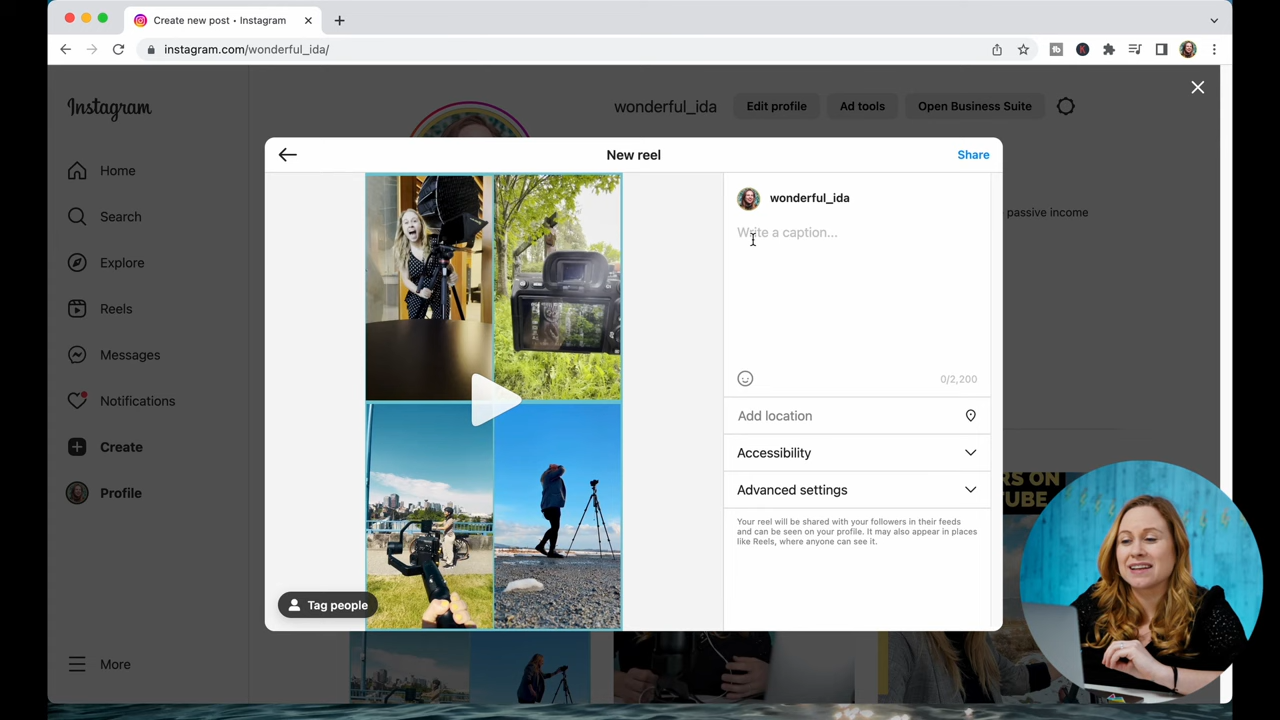 Create new post • Instagram
instagram.com/wonderful_ida/
Instagram
wonderful_ida
Edit profile
Ad tools
Open Business Suite
Home
Search
Explore
Reels
Messages
Notifications
Create
Profile
More
passive income
New reel
Share
wonderful_ida
Write a caption...
0/2,200
Add location
Accessibility
Advanced settings
Your reel will be shared with your followers in their feeds
and can be seen on your profile. It may also appear in places
like Reels, where anyone can see it.
Tag people
RS ON
UBE